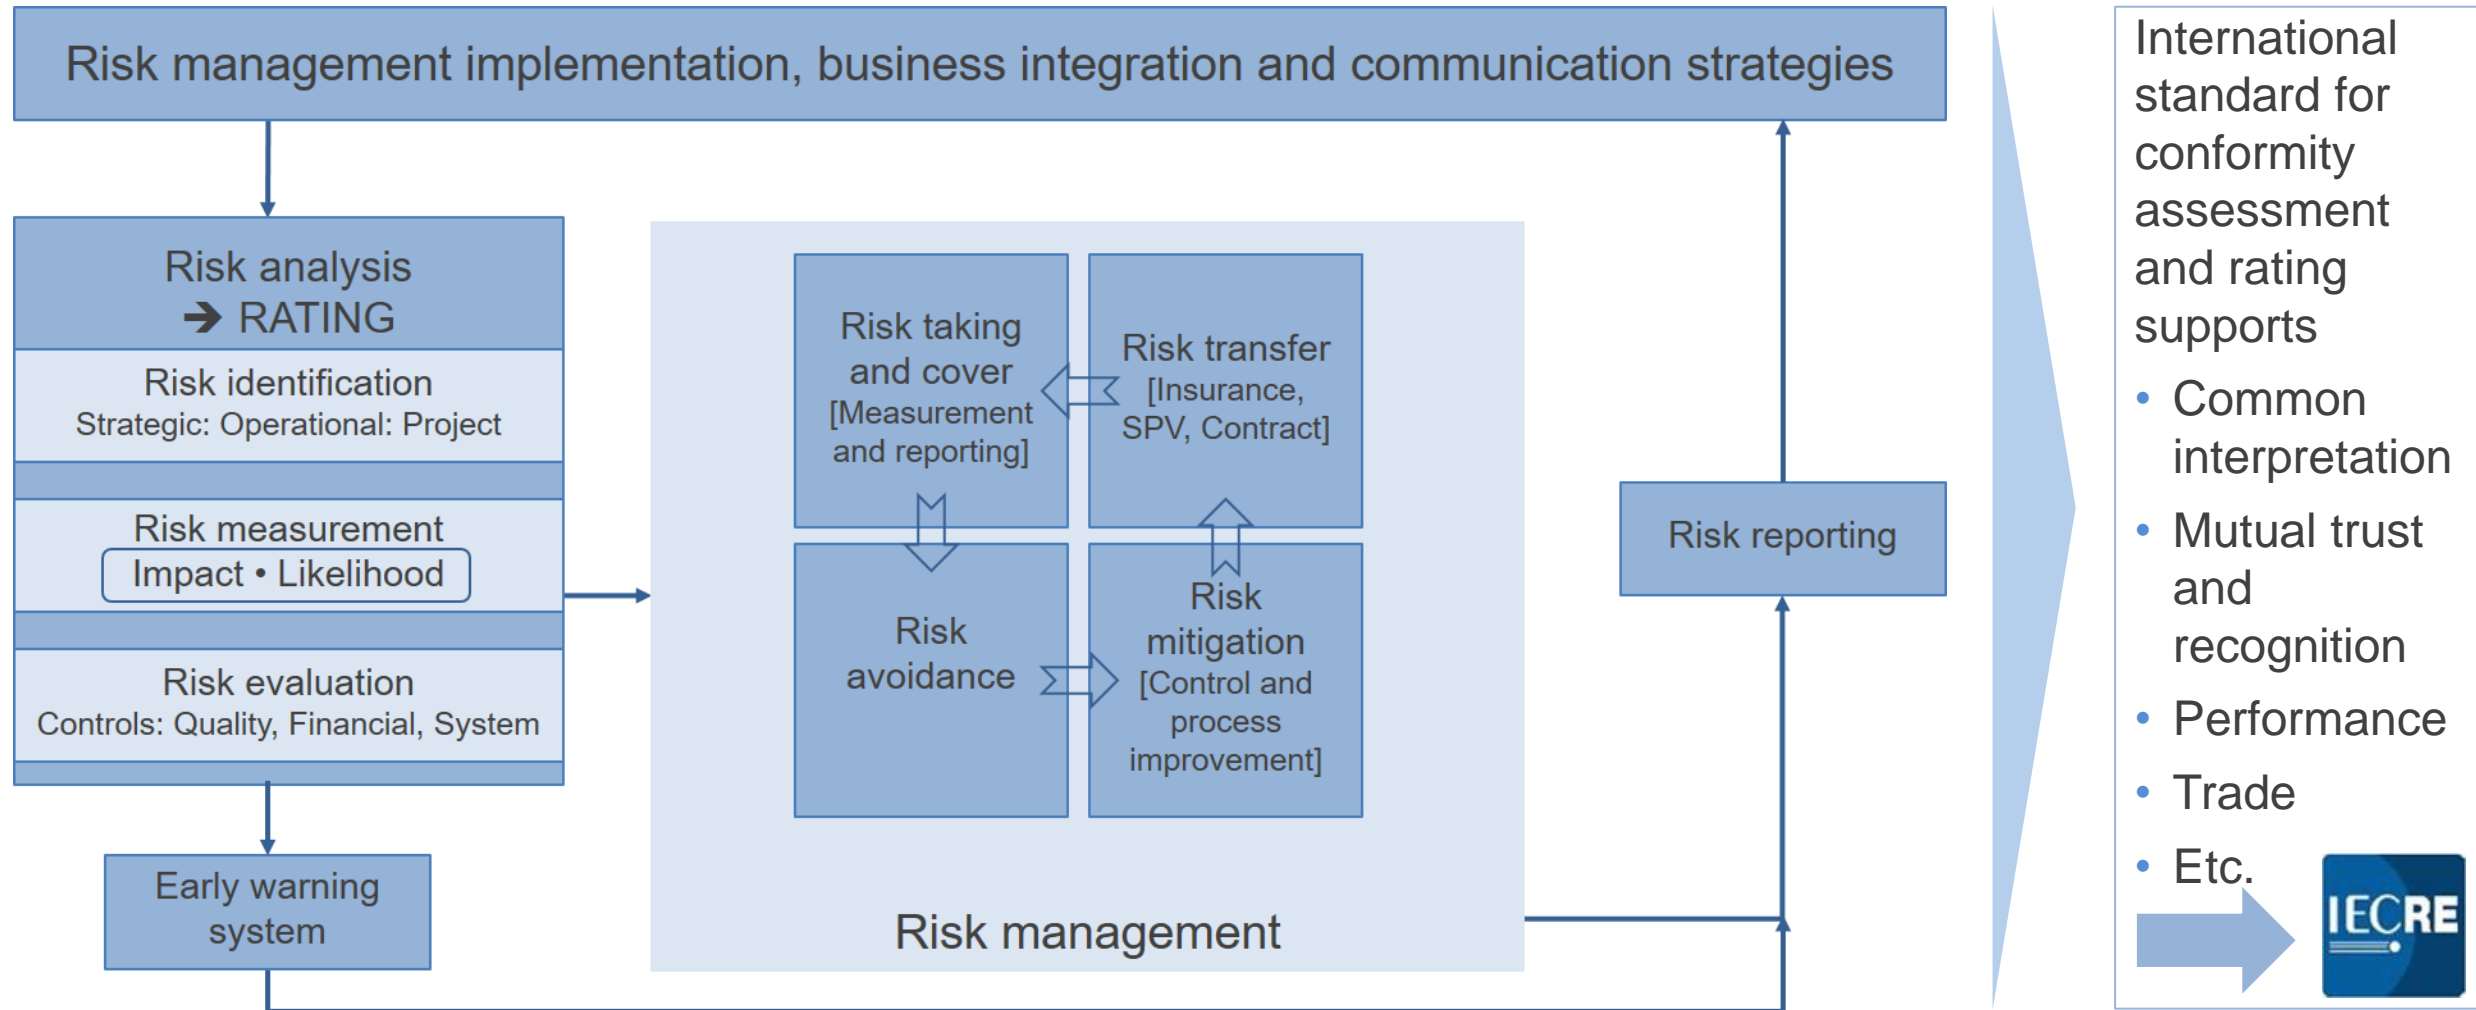 Risk management implementation, business integration and communication strategies
Risk analysis
➔ RATING
Risk identification
Strategic: Operational: Project
Risk measurement
Impact • Likelihood
Risk evaluation
Controls: Quality, Financial, System
Early warning
system
Risk taking
and cover
[Measurement
and reporting]
Risk transfer
[Insurance,
SPV, Contract]
Risk
avoidance
Risk
mitigation
[Control and
process
improvement]
Risk management
Risk reporting
International
standard for
conformity
assessment
and rating
supports
• Common
interpretation
• Mutual trust
and
recognition
• Performance
• Trade
• Etc.
IECRE